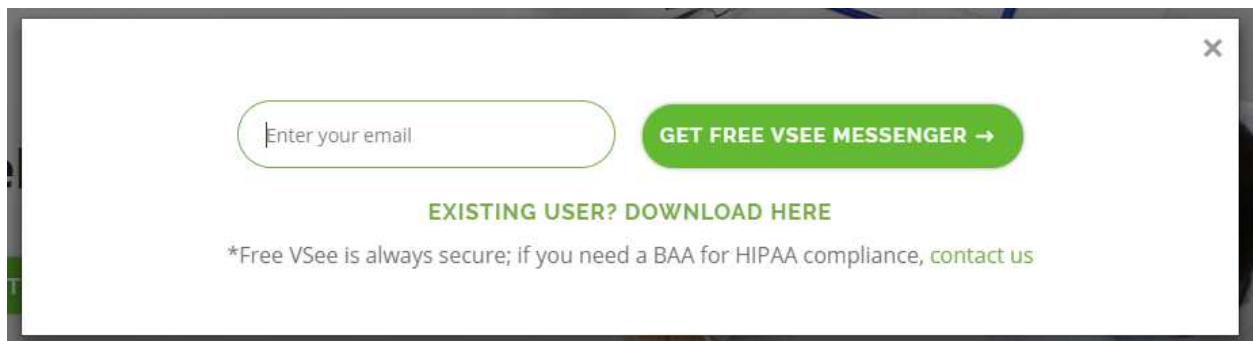 ×
Enter your email
GET FREE VSEE MESSENGER →
EXISTING USER? DOWNLOAD HERE
*Free VSee is always secure; if you need a BAA for HIPAA compliance, contact us